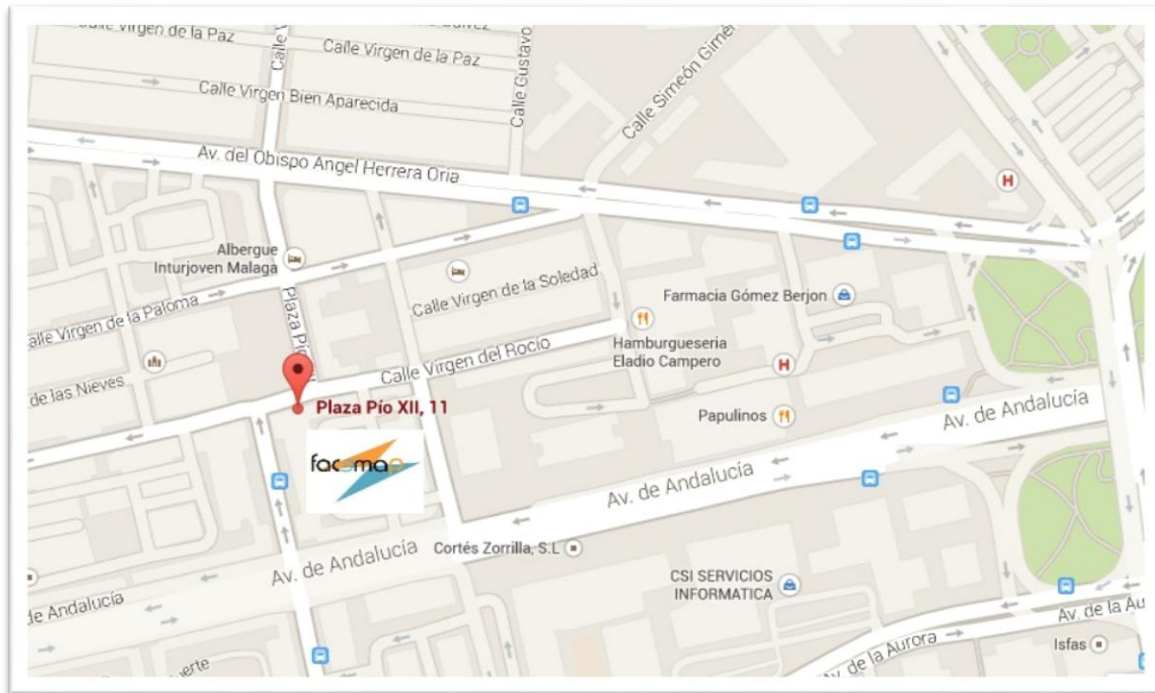 Virgen de la Paz
Calle Virgen de la Paz
Calle Virgen Bien Aparecida
Calle Gustavo
Calle Simeón Gimén
Av. del Obispo Angel Herrera Oria
H
Albergue
Inturjoven Malaga
Calle Virgen de la Soledad
Farmacia Gómez Berjon
Plaza Pío
Calle Virgen de la Paloma
Hamburgueseria
Eladio Campero
Calle Virgen del Rocío
H
de las Nieves
Plaza Pío XII, 11
Papulinos
Av. de Andalucía
Av. de Andalucía
Cortés Zorrilla, S.L
Av. de Andalucía
CSI SERVICIOS
INFORMATICA
de Andalucía
Av. de la Au
Av. de la Aurora
Isfas